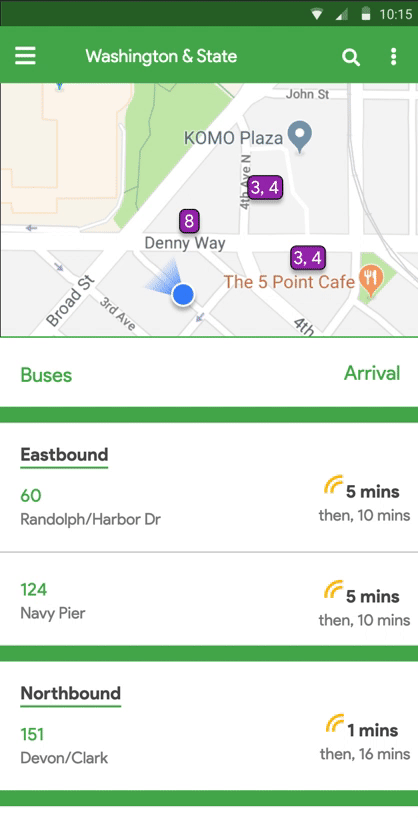 10:15
Washington & State
John St
KOMO Plaza
4th Ave N
3, 4
8
Denny Way
3, 4
The 5 Point Cafe
Broad St
3rd Ave
4th
Buses
Arrival
Eastbound
60
5 mins
Randolph/Harbor Dr
then, 10 mins
124
5 mins
Navy Pier
then, 10 mins
Northbound
151
1 mins
Devon/Clark
then, 16 mins